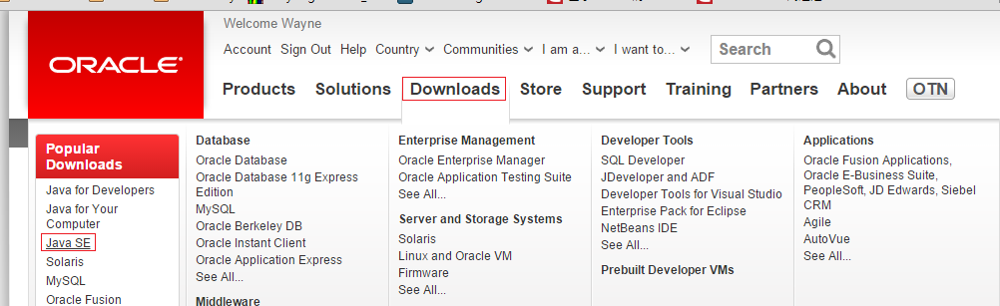 Welcome Wayne
Account Sign Out Help Country Communities I am a... I want to... Search
ORACLE
Products Solutions Downloads Store Support Training Partners About OTN
Popular
Downloads
Java for Developers
Java for Your
Computer
Java SE
Solaris
MySQL
Oracle Fusion
Database
Oracle Database
Oracle Database 11g Express
Edition
MySQL
Oracle Berkeley DB
Oracle Instant Client
Oracle Application Express
See All...
Middleware
Enterprise Management
Oracle Enterprise Manager
Oracle Application Testing Suite
See All...
Server and Storage Systems
Solaris
Linux and Oracle VM
Firmware
See All...
Developer Tools
SQL Developer
JDeveloper and ADF
Developer Tools for Visual Studio
Enterprise Pack for Eclipse
NetBeans IDE
See All...
Prebuilt Developer VMs
Applications
Oracle Fusion Applications,
Oracle E-Business Suite,
PeopleSoft, JD Edwards, Siebel
CRM
Agile
AutoVue
See All...